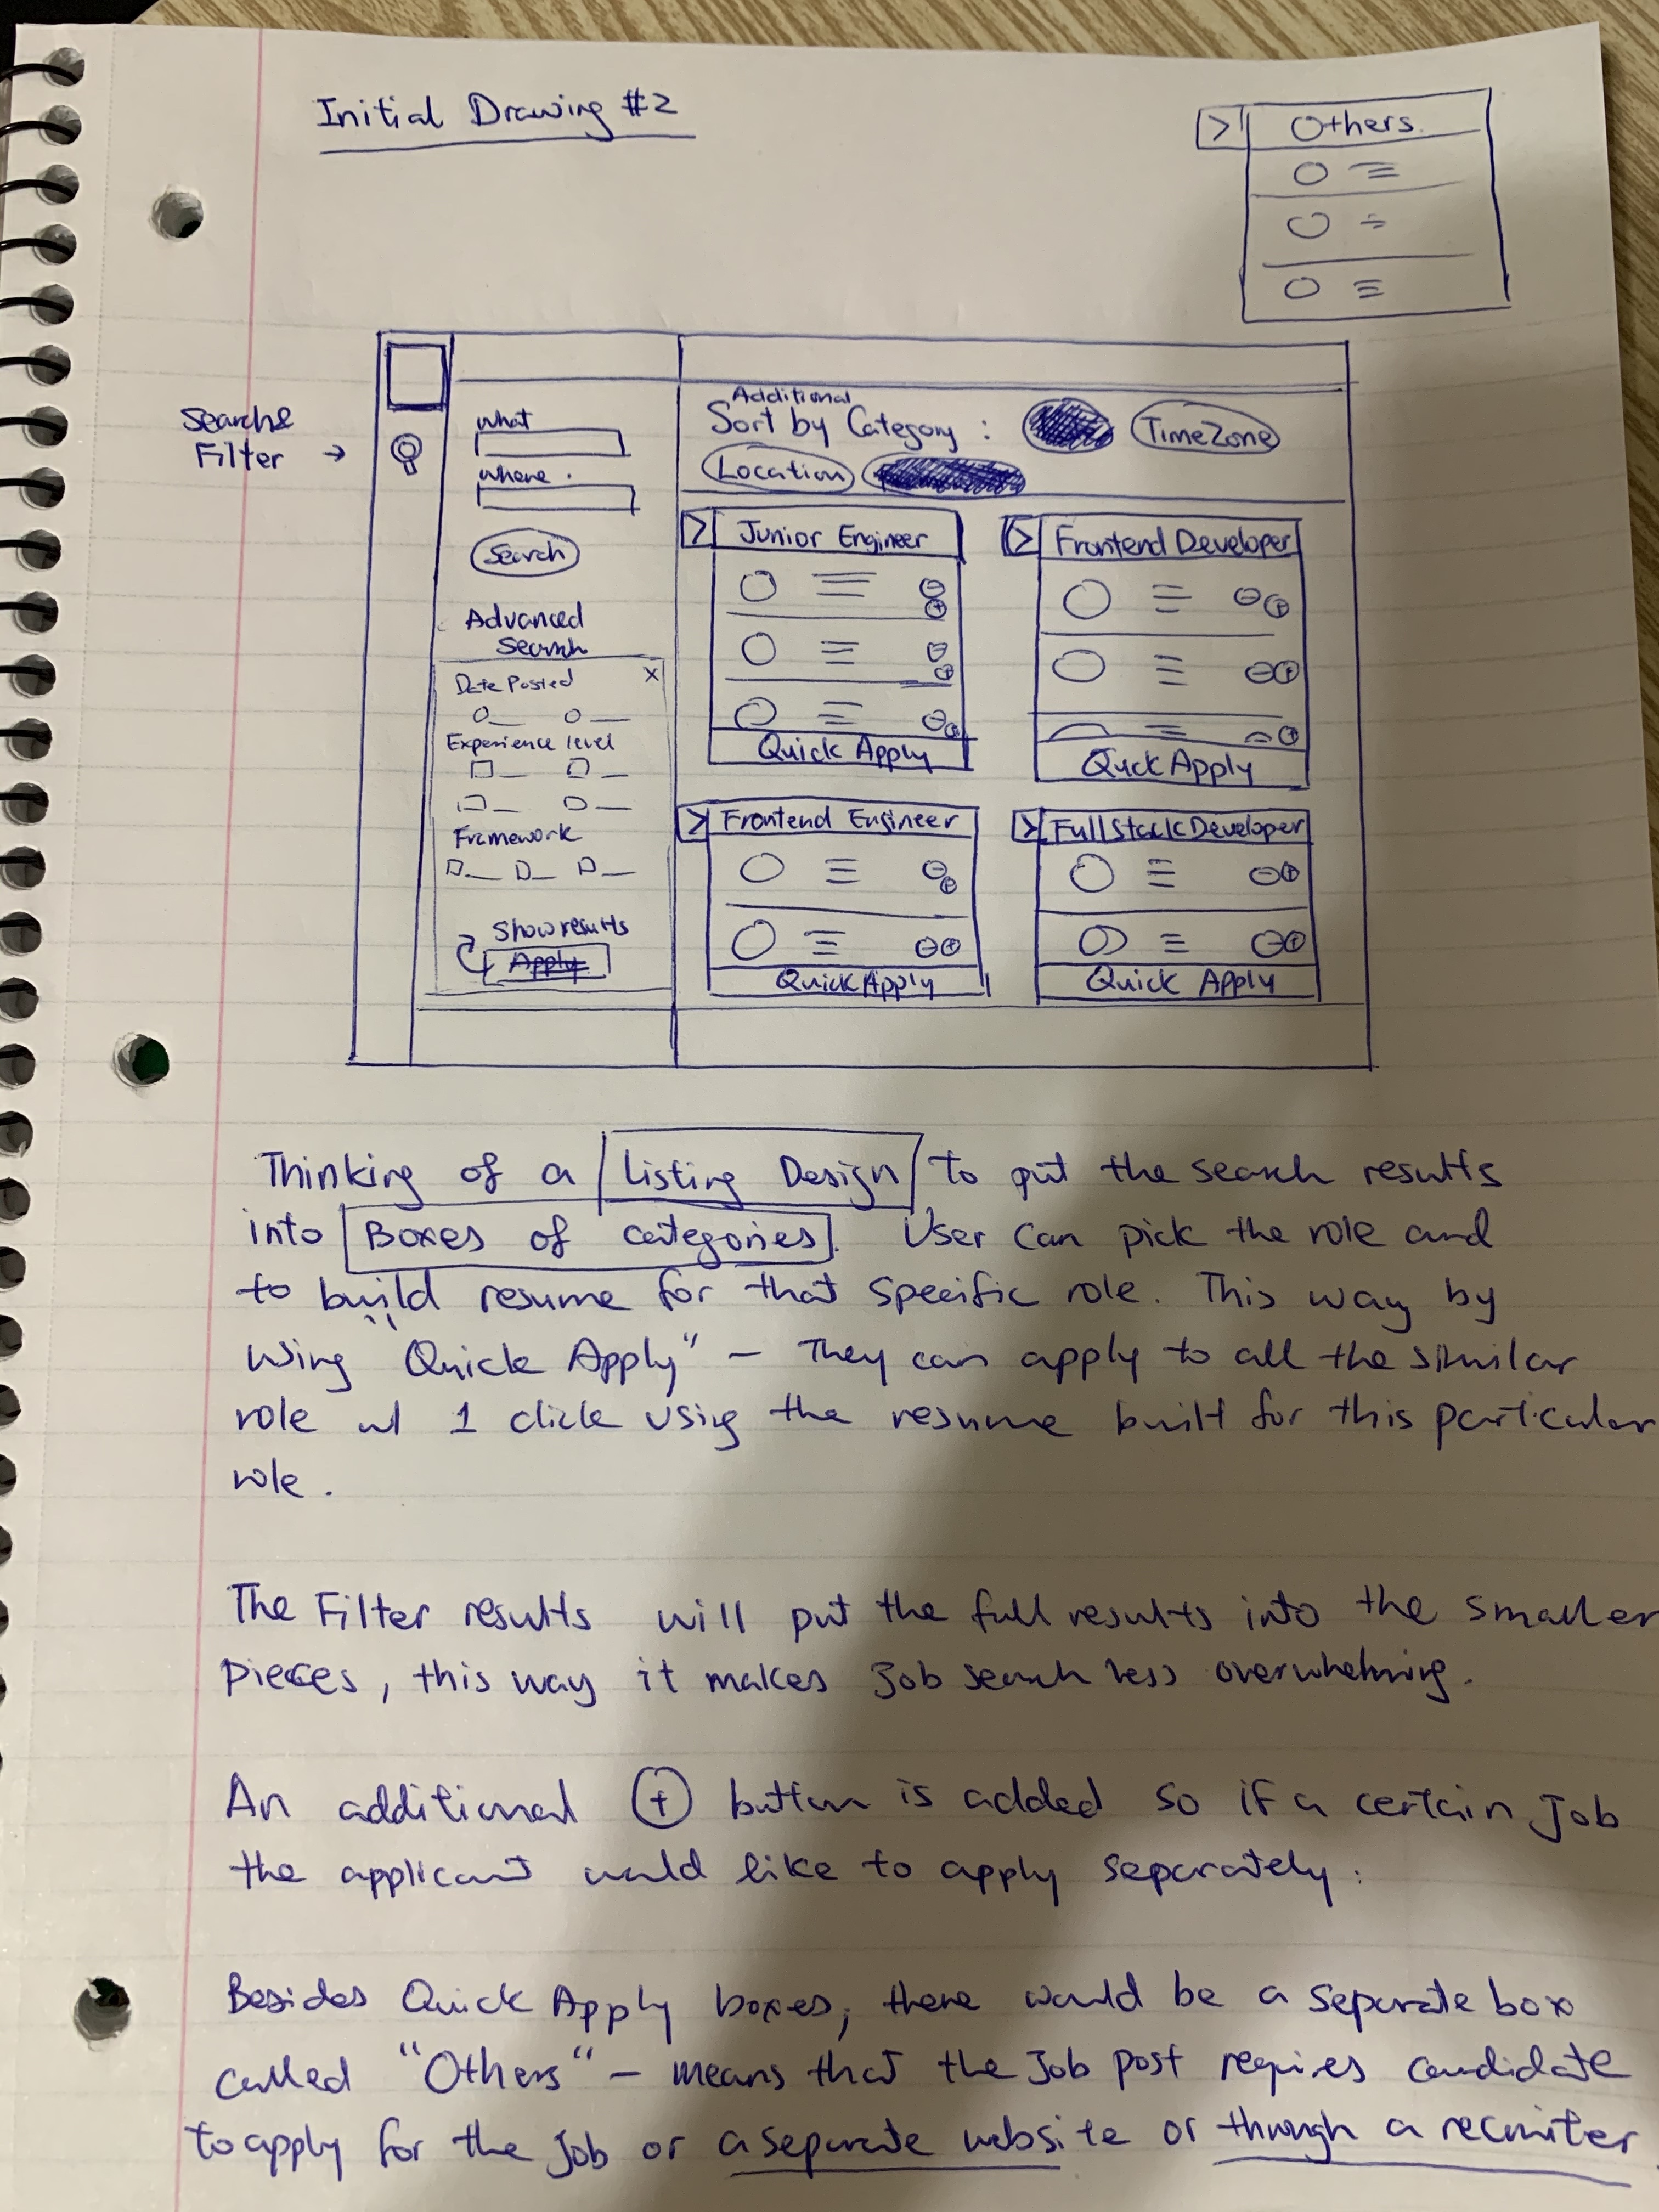 Initial Drawing #2
> Others.
Search &
Filter →
what
where.
Search
Advanced
Search
Date Posted X
Experience level
Framework
Show results
Apply
Additional
Sort by Category : TimeZone
Location
> Junior Engineer
Quick Apply
> Frontend Developer
Quick Apply
> Frontend Engineer
Quick Apply
> FullStack Developer
Quick Apply
Thinking of a Listing Design to put the search results
into Boxes of categories. User can pick the role and
to build resume for that specific role. This way by
using "Quick Apply" - They can apply to all the similar
role w/ 1 click using the resume built for this particular
role.
The Filter results will put the full results into the smaller
pieces, this way it makes Job search less overwhelming.
An additional + button is added so if a certain Job
the applicant would like to apply separately.
Besides Quick Apply boxes, there would be a separate box
called "Others" - means that the Job post requires candidate
to apply for the job or a separate website or through a recruiter